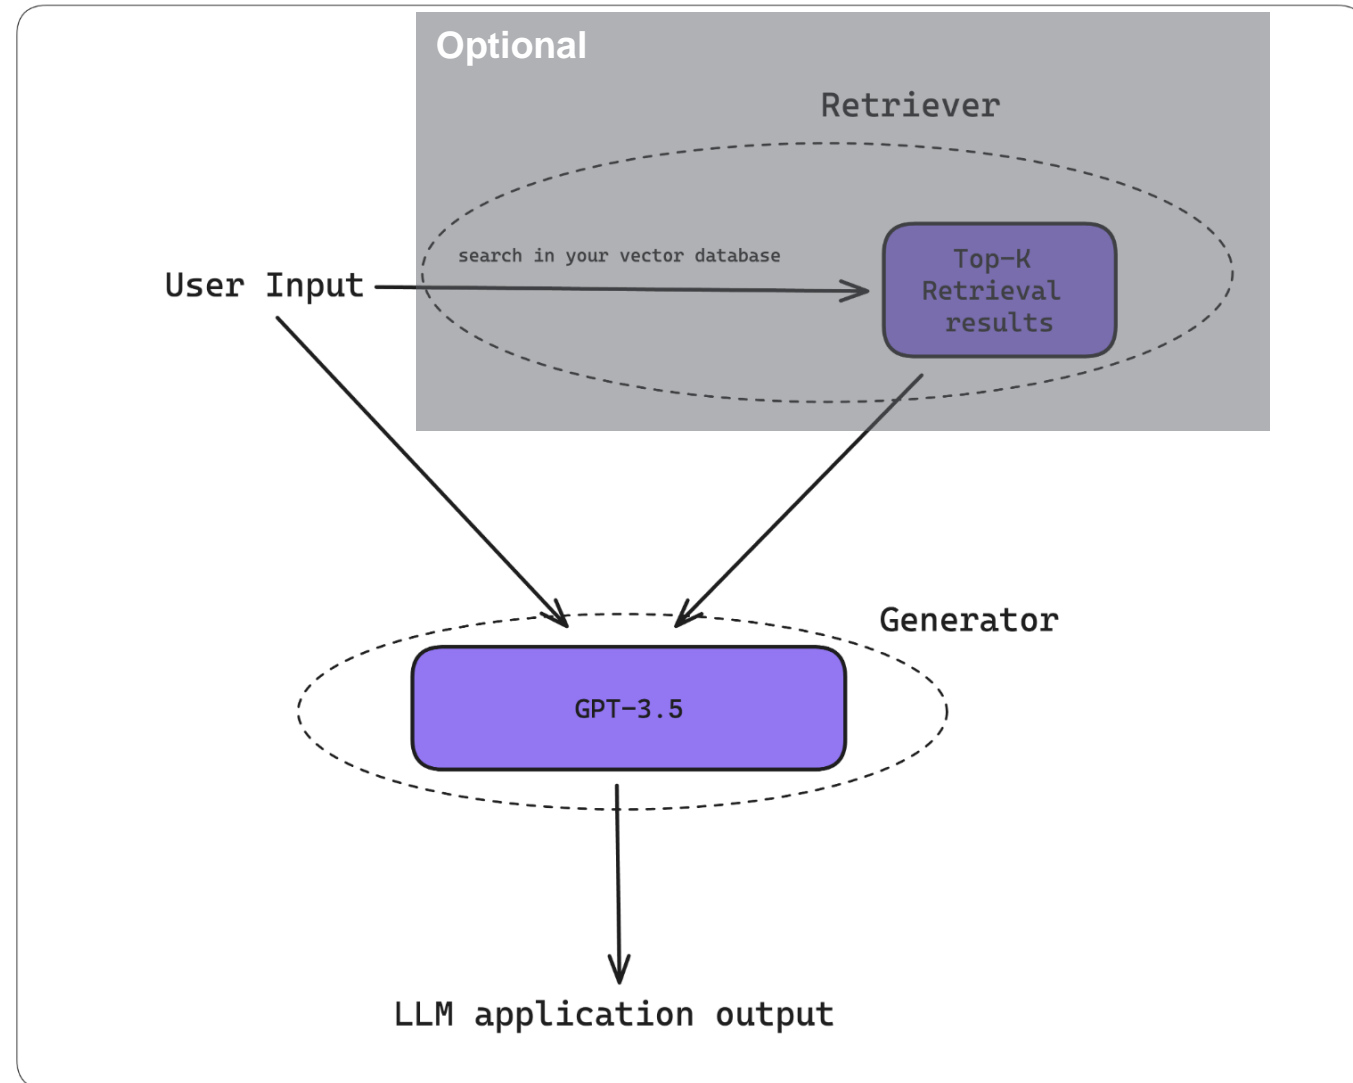 Optional
Retriever
search in your vector database
User Input
Top-K
Retrieval
results
Generator
GPT-3.5
LLM application output